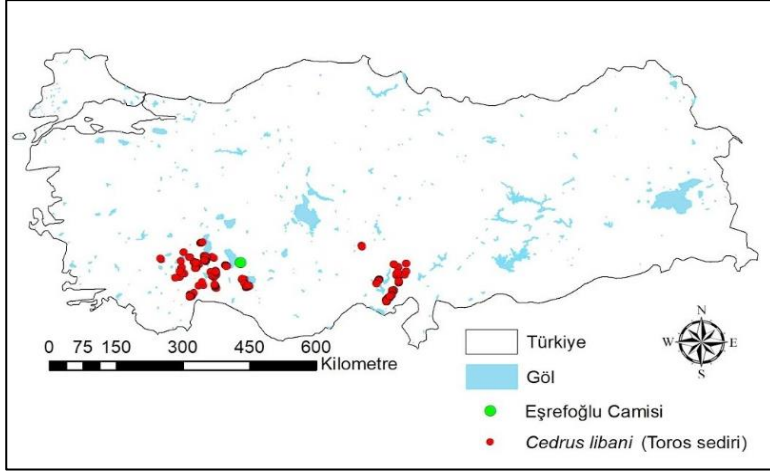 0 75 150 300 450 600
Kilometre
Türkiye
Göl
Eşrefoğlu Camisi
Cedrus libani (Toros sediri)
N
W E
S